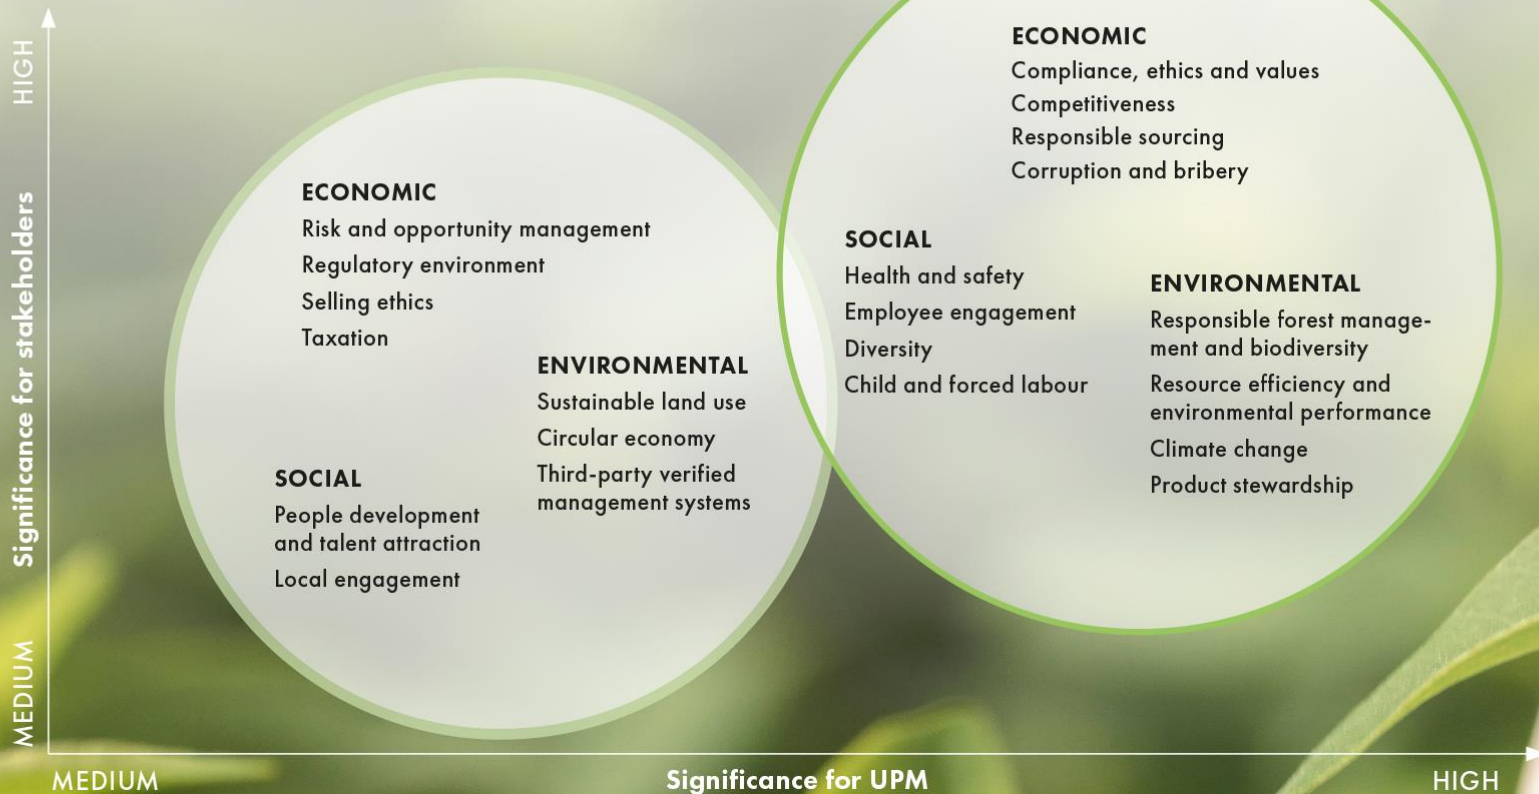 HIGH
Significance for stakeholders
MEDIUM
ECONOMIC
Risk and opportunity management
Regulatory environment
Selling ethics
Taxation
ENVIRONMENTAL
Sustainable land use
Circular economy
Third-party verified
management systems
SOCIAL
People development
and talent attraction
Local engagement
ECONOMIC
Compliance, ethics and values
Competitiveness
Responsible sourcing
Corruption and bribery
SOCIAL
Health and safety
Employee engagement
Diversity
Child and forced labour
ENVIRONMENTAL
Responsible forest manage-
ment and biodiversity
Resource efficiency and
environmental performance
Climate change
Product stewardship
MEDIUM
Significance for UPM
HIGH